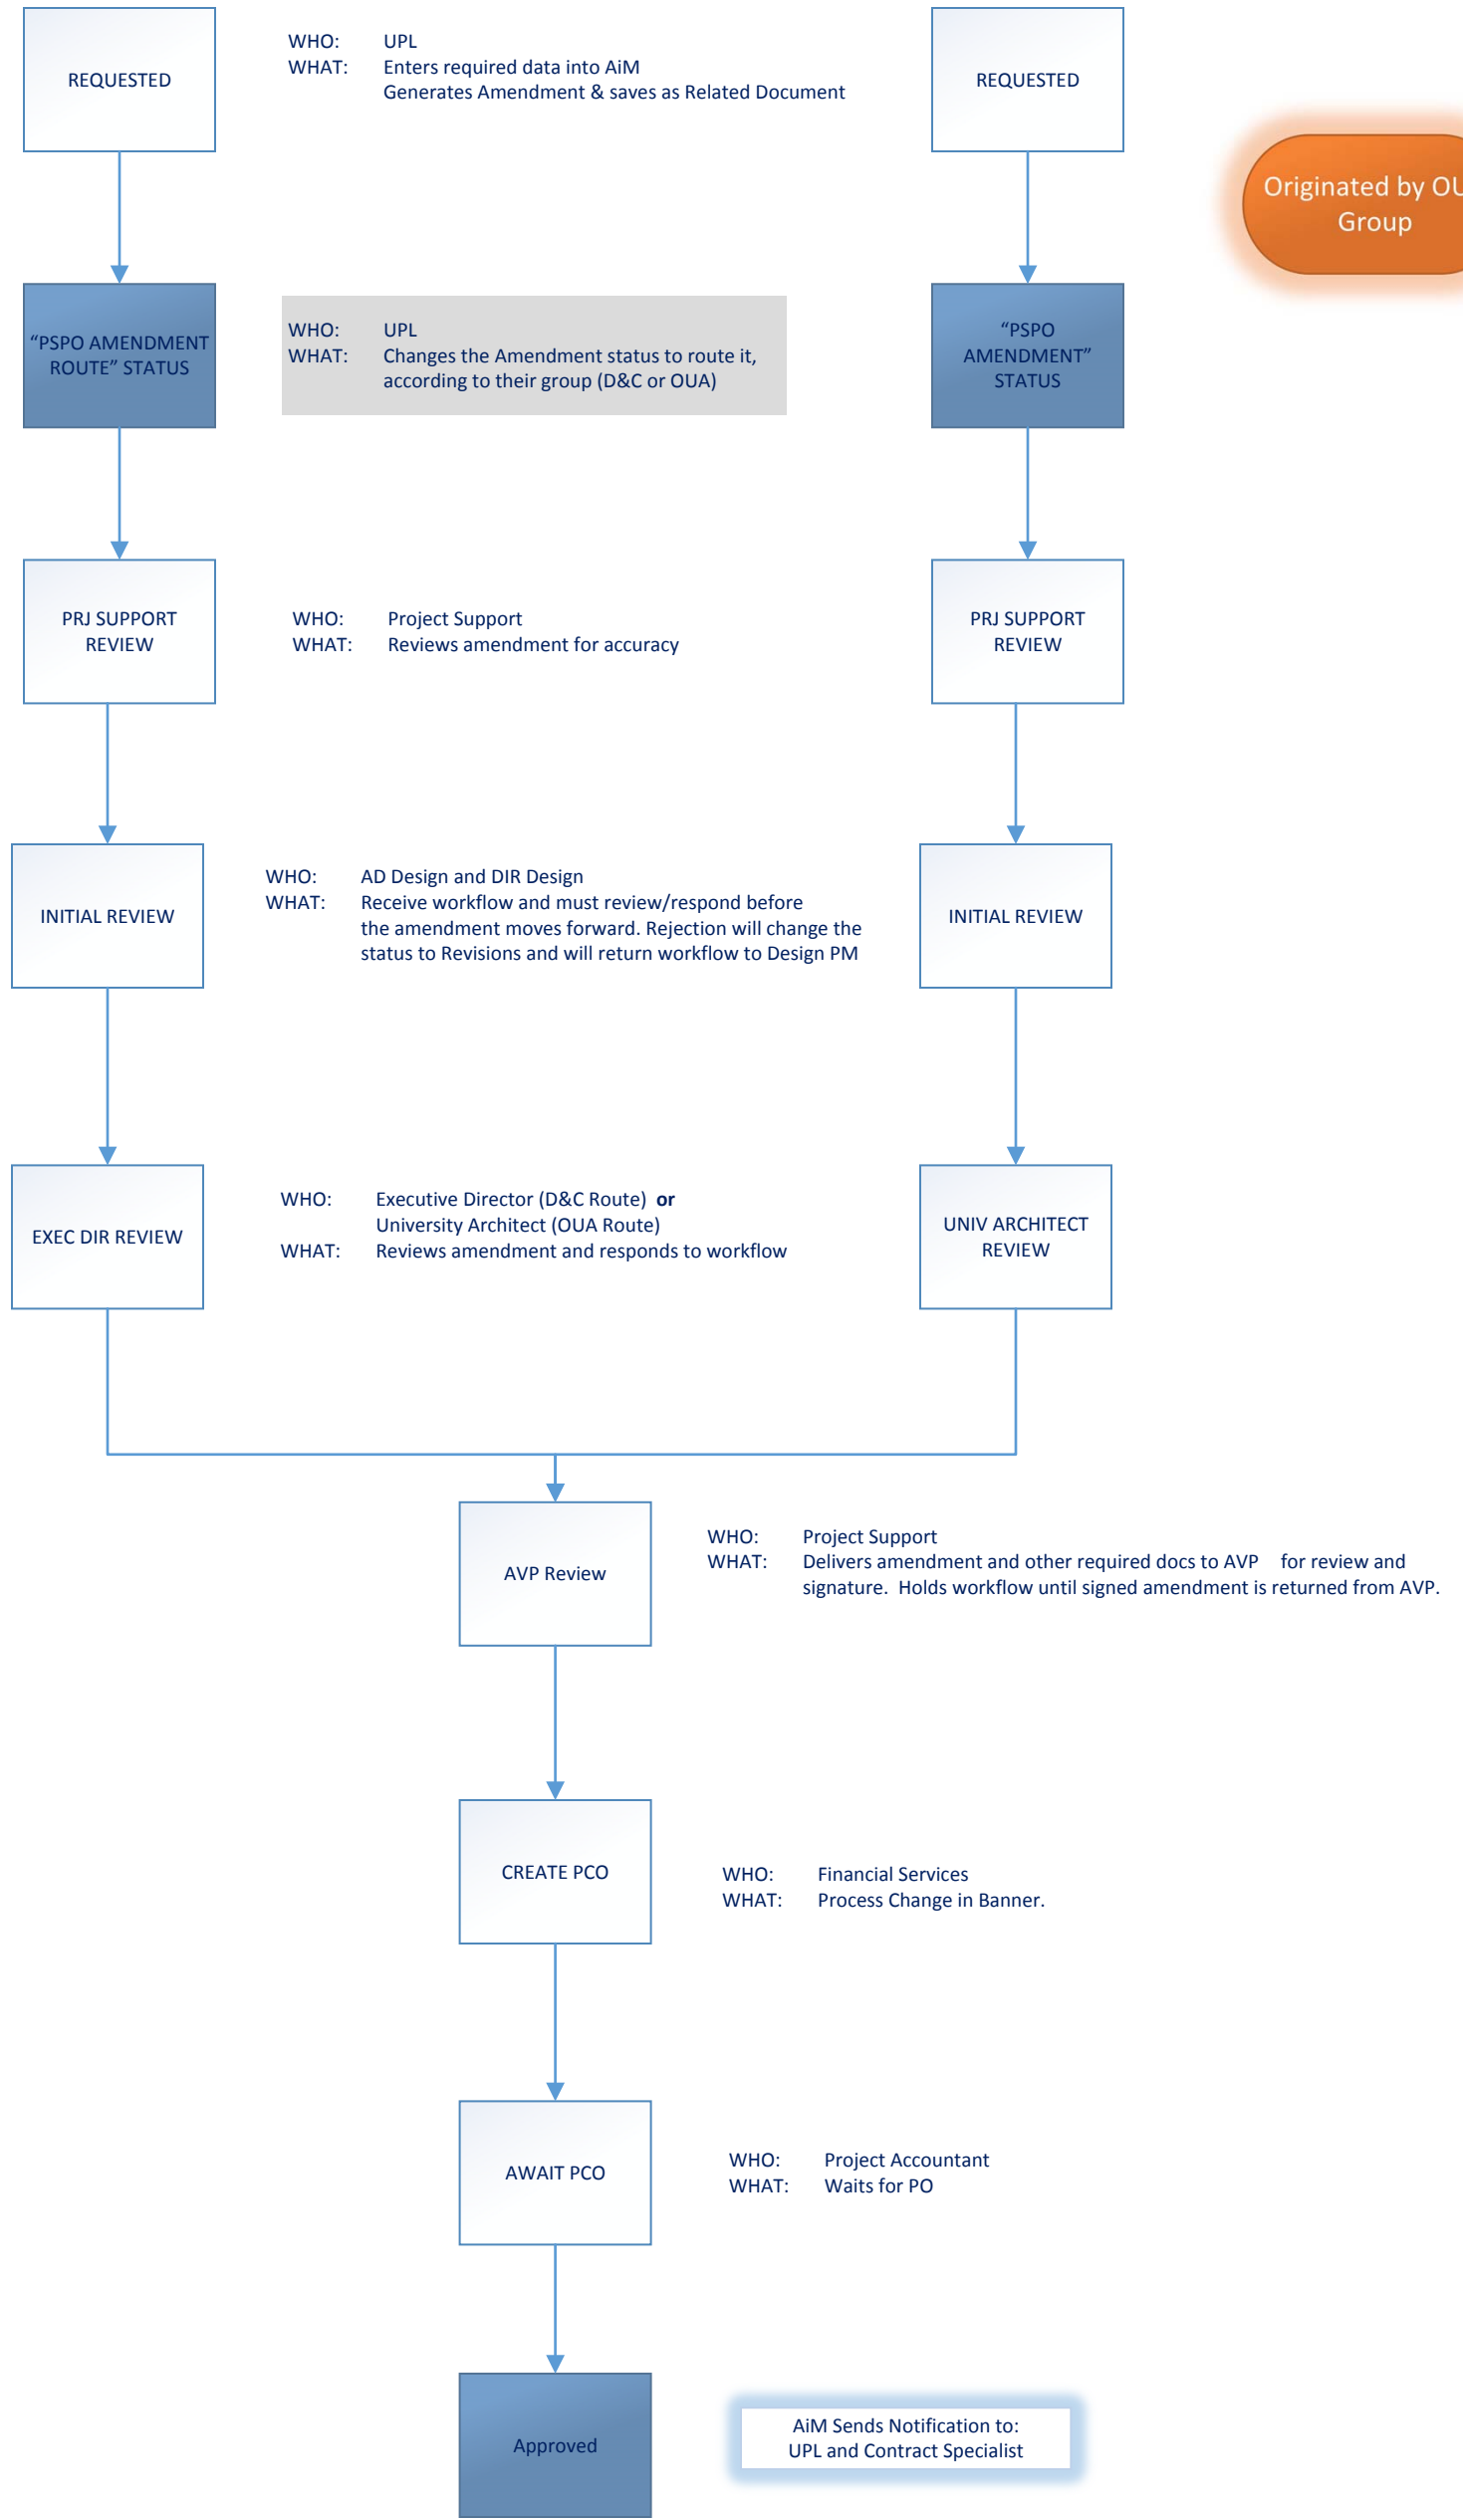 REQUESTED
WHO: UPL
WHAT: Enters required data into AiM
Generates Amendment & saves as Related Document
REQUESTED
Originated by
Group
“PSPO AMENDMENT
ROUTE” STATUS
WHO: UPL
WHAT: Changes the Amendment status to route it,
according to their group (D&C or OUA)
“PSPO
AMENDMENT”
STATUS
PRJ SUPPORT
REVIEW
WHO: Project Support
WHAT: Reviews amendment for accuracy
PRJ SUPPORT
REVIEW
INITIAL REVIEW
WHO: AD Design and DIR Design
WHAT: Receive workflow and must review/respond before
the amendment moves forward. Rejection will change the
status to Revisions and will return workflow to Design PM
INITIAL REVIEW
EXEC DIR REVIEW
WHO: Executive Director (D&C Route) or
University Architect (OUA Route)
WHAT: Reviews amendment and responds to workflow
UNIV ARCHITECT
REVIEW
AVP Review
WHO: Project Support
WHAT: Delivers amendment and other required docs to AVP for review and
signature. Holds workflow until signed amendment is returned from AVP.
CREATE PCO
WHO: Financial Services
WHAT: Process Change in Banner.
AWAIT PCO
WHO: Project Accountant
WHAT: Waits for PO
Approved
AiM Sends Notification to:
UPL and Contract Specialist